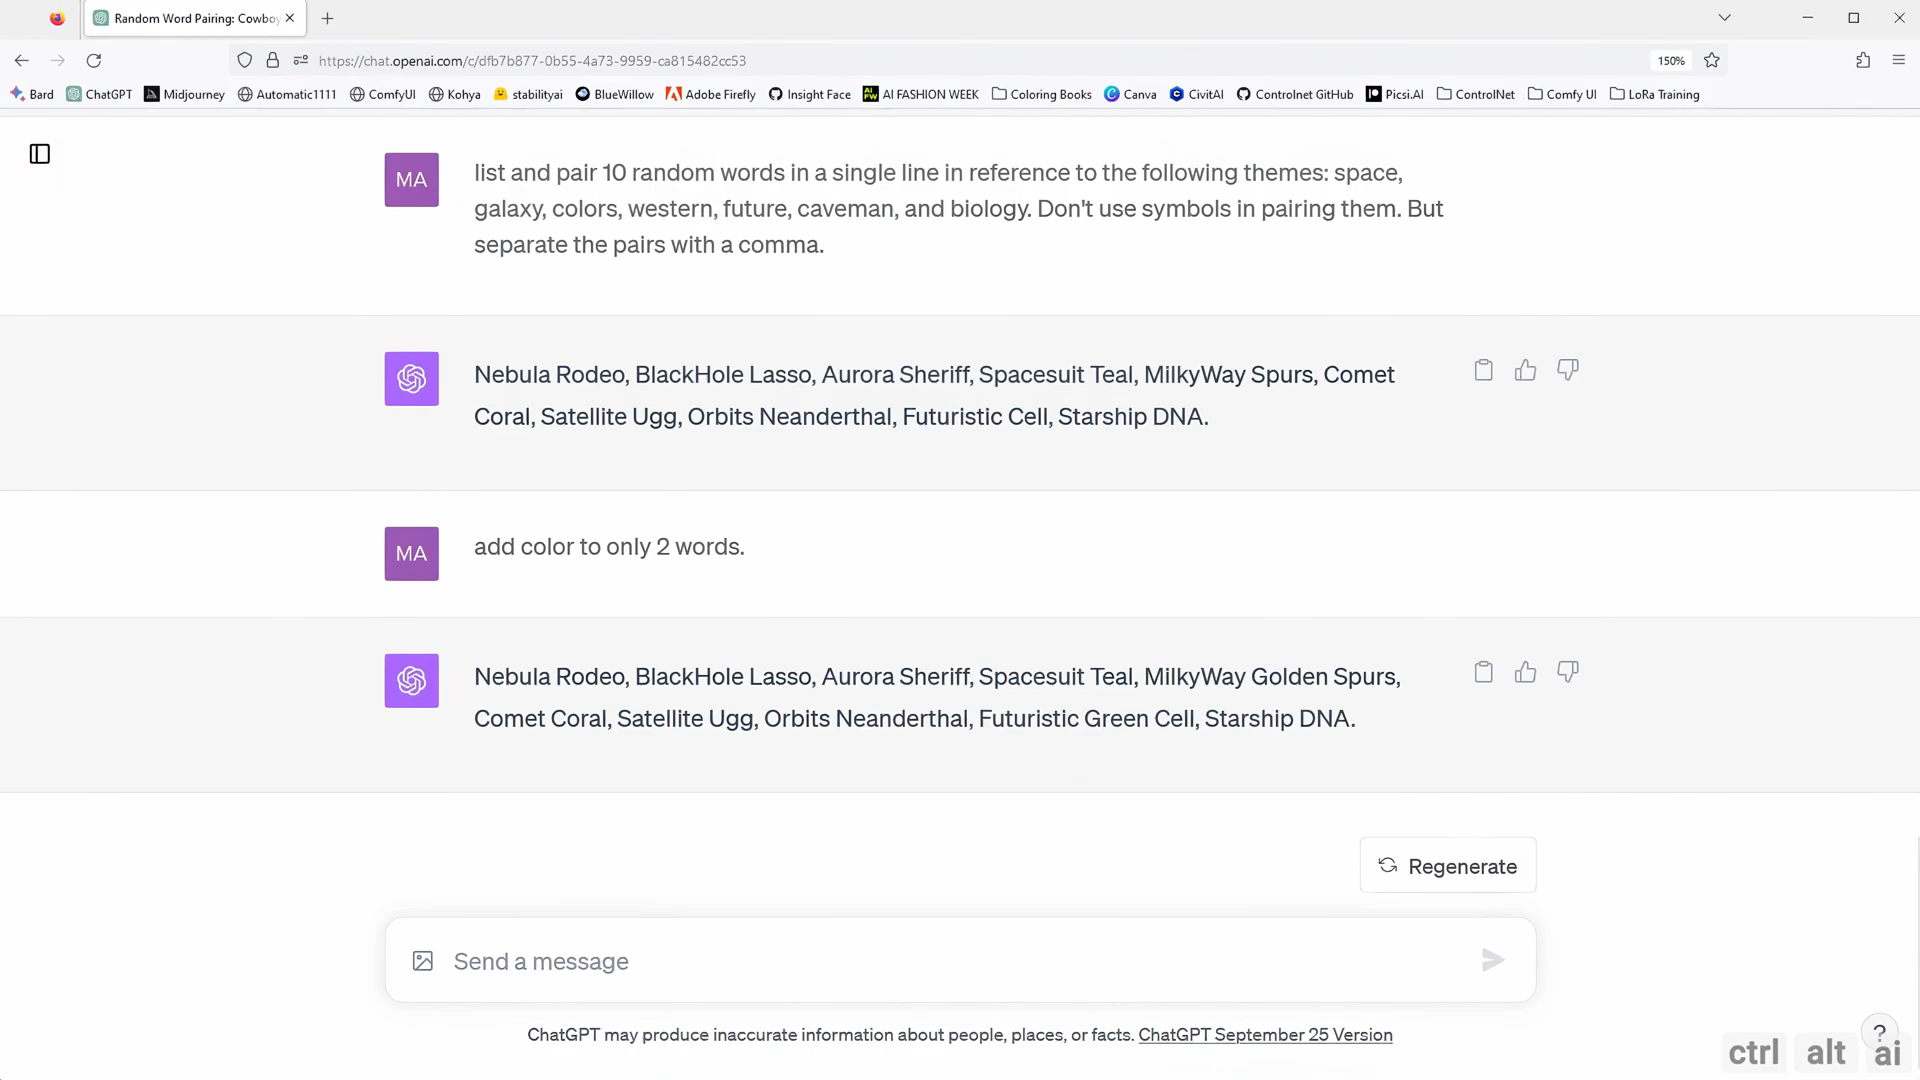 Random Word Pairing: Cowboy
https://chat.openai.com/c/dfb7b877-0b55-4a73-9959-ca815482cc53
150%
Bard ChatGPT Midjourney Automatic1111 ComfyUI Kohya stabilityai BlueWillow Adobe Firefly Insight Face AI FASHION WEEK Coloring Books Canva CivitAI Controlnet GitHub Picsi.AI ControlNet Comfy UI LoRa Training
MA
list and pair 10 random words in a single line in reference to the following themes: space,
galaxy, colors, western, future, caveman, and biology. Don't use symbols in pairing them. But
separate the pairs with a comma.
Nebula Rodeo, BlackHole Lasso, Aurora Sheriff, Spacesuit Teal, MilkyWay Spurs, Comet
Coral, Satellite Ugg, Orbits Neanderthal, Futuristic Cell, Starship DNA.
MA
add color to only 2 words.
Nebula Rodeo, BlackHole Lasso, Aurora Sheriff, Spacesuit Teal, MilkyWay Golden Spurs,
Comet Coral, Satellite Ugg, Orbits Neanderthal, Futuristic Green Cell, Starship DNA.
Regenerate
Send a message
ChatGPT may produce inaccurate information about people, places, or facts. ChatGPT September 25 Version
?
ctrl alt ai